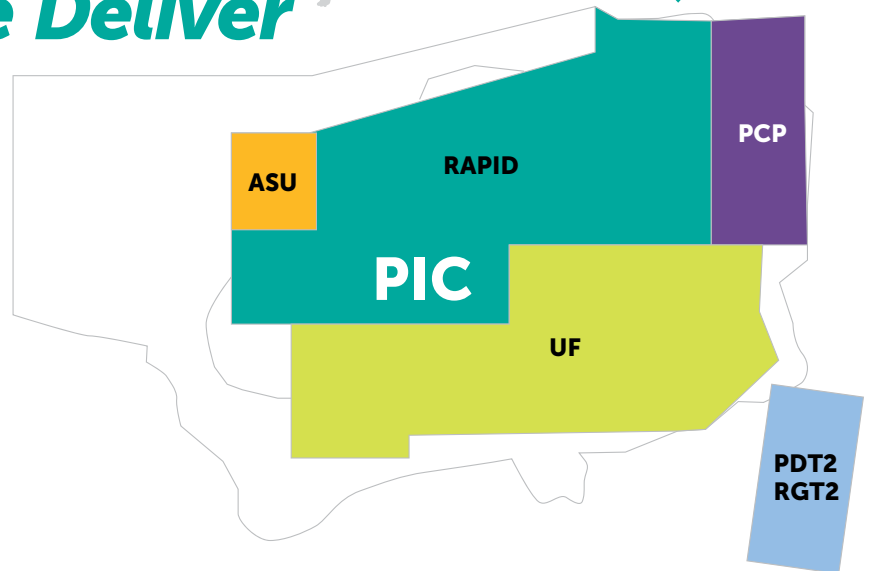 e Deliver
PCP
RAPID
ASU
PIC
UF
PDT2
RGT2